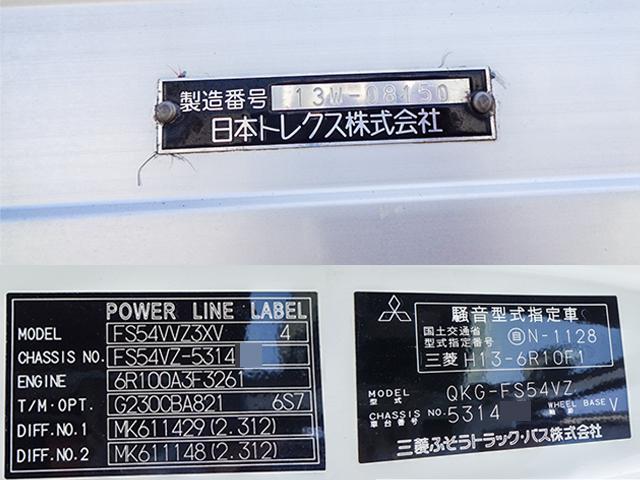 製造番号 13W-08150
日本トレクス株式会社
POWER LINE LABEL
MODEL FS54VVZ3XV 4
CHASSIS NO. FS54VZ-5314
ENGINE 6R100A3F3261
T/M・OPT. G230CBA821 6S7
DIFF.NO.1 MK611429(2.312)
DIFF.NO.2 MK611148(2.312)
騒音型式指定車
国土交通省
型式指定番号 自N-1128
三菱 H13-6R10F1
MODEL 型式 QKG-FS54VZ
CHASSIS NO. 車台番号 5314 WHEEL BASE V
三菱ふそうトラック・バス株式会社